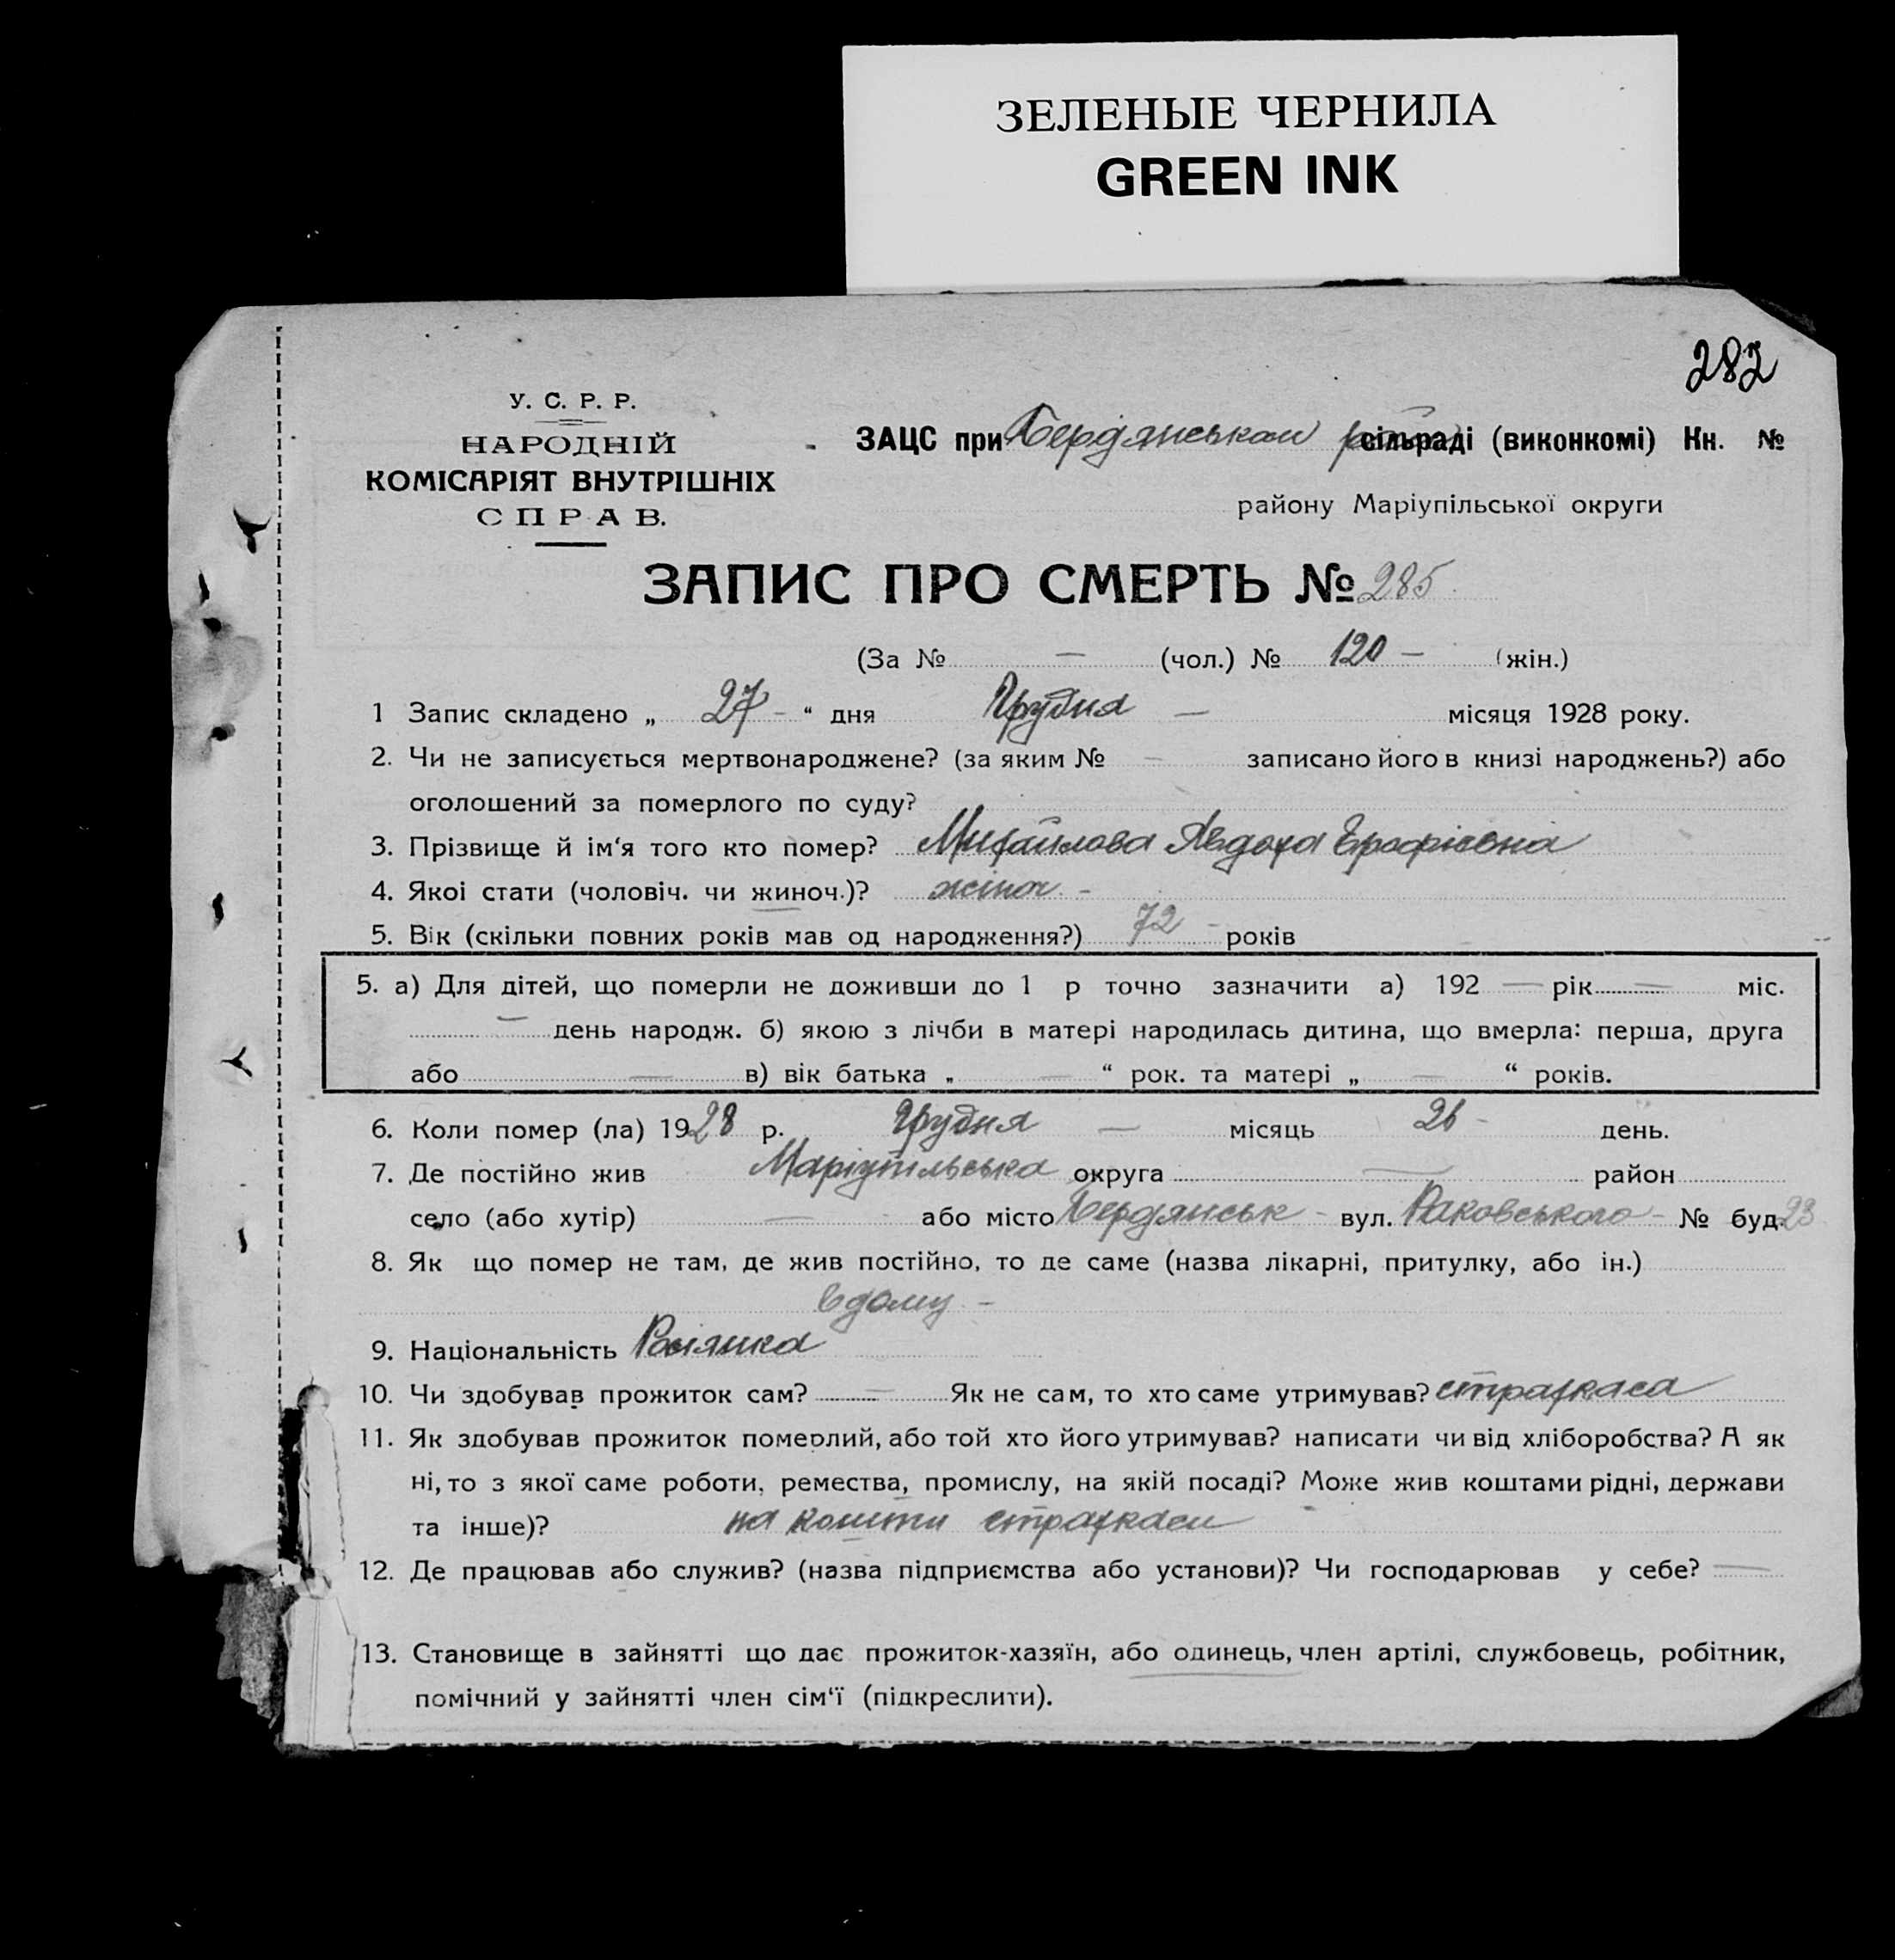 ЗЕЛЕНЫЕ ЧЕРНИЛА
GREEN INK
282
У. С. Р. Р.
НАРОДНІЙ
КОМІСАРІЯТ ВНУТРІШНІХ
СПРАВ.
ЗАЦС при Бердянськом сільраді (виконкомі) Кн. №
району Маріупільської округи
ЗАПИС ПРО СМЕРТЬ № 285
(За № — (чол.) № 120 — (жін.)
1 Запис складено „ 27 - “ дня Грудня — місяця 1928 року.
2. Чи не записується мертвонароджене? (за яким № — записано його в книзі народжень?) або
оголошений за померлого по суду?
3. Прізвище й ім‘я того кто помер? Михайлова Явдоха
4. Якоі стати (чоловіч. чи жиноч.)? жіноч -
5. Вік (скільки повних років мав од народження?) 72 - років
5. а) Для дітей, що померли не доживши до 1 р точно зазначити а) 192 — рік — міс.
— день народж. б) якою з лічби в матері народилась дитина, що вмерла: перша, друга
або — в) вік батька „ — “ рок. та матері „ — “ років.
6. Коли помер (ла) 1928 р. Грудня — місяць 26 - день.
7. Де постійно жив Маріупільська округа — район
село (або хутір) — або місто Бердянськ - вул. Раковського - № буд. 23
8. Як що помер не там, де жив постійно, то де саме (назва лікарні, притулку, або ін.)
вдому -
9. Національність Росіянка
10. Чи здобував прожиток сам? — Як не сам, то хто саме утримував? страхкаса
11. Як здобував прожиток померлий, або той хто його утримував? написати чи від хліборобства? А як
ні, то з якої саме роботи, ремества, промислу, на якій посаді? Може жив коштами рідні, держави
та інше)? на кошти страхкаси
12. Де працював або служив? (назва підприємства або установи)? Чи господарював у себе? —
13. Становище в зайнятті що дає прожиток-хазяїн, або одинець, член артілі, службовець, робітник,
помічний у зайнятті член сім‘ї (підкреслити).